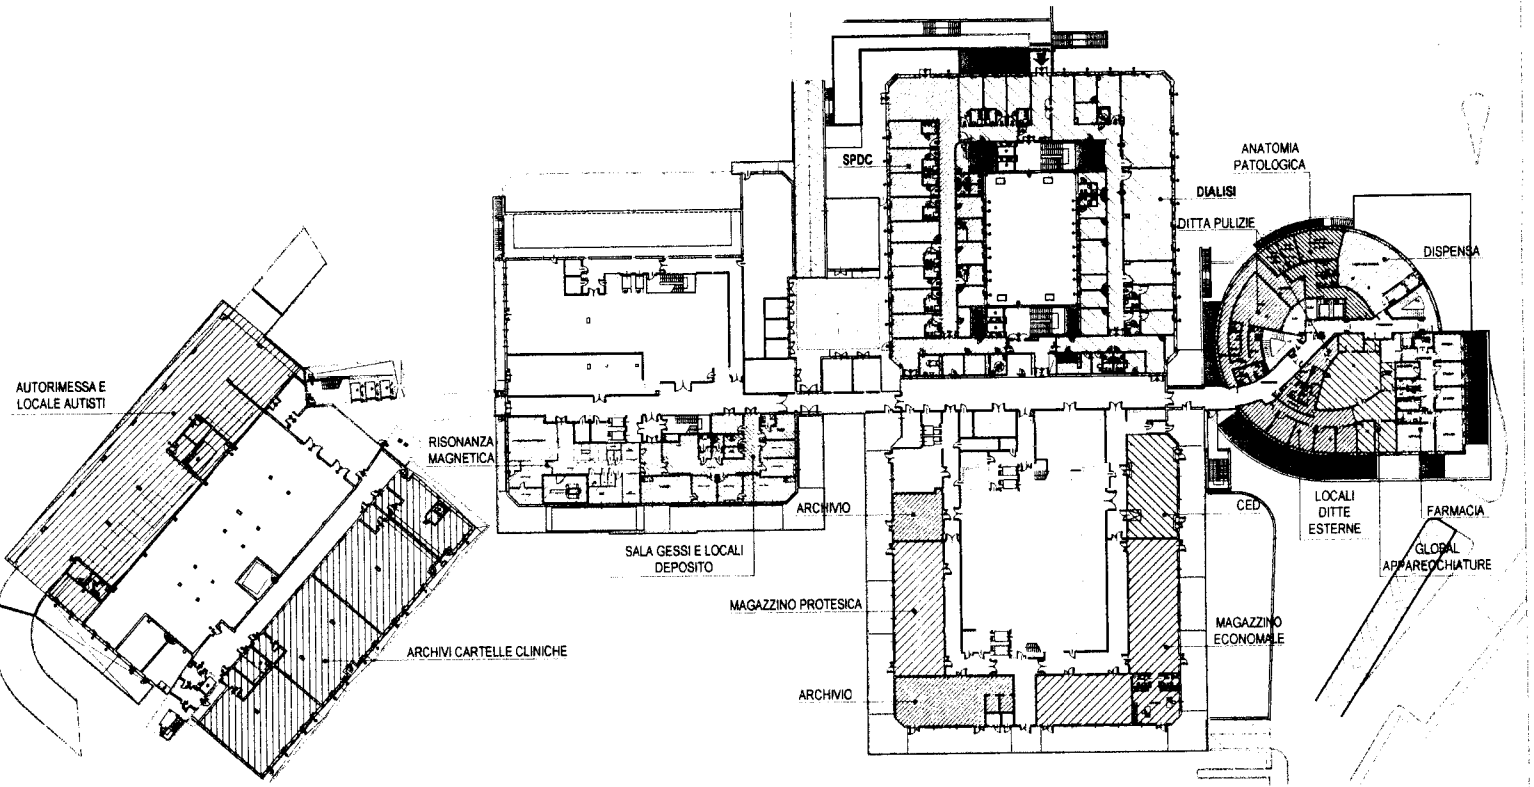 ANATOMIA
PATOLOGICA
SPDC
DIALISI
DITTA PULIZIE
DISPENSA
AUTORIMESSA E
LOCALE AUTISTI
RISONANZA
MAGNETICA
ARCHIVIO
CED
LOCALI
DITTE
ESTERNE
FARMACIA
SALA GESSI E LOCALI
DEPOSITO
GLOBAL
APPARECCHIATURE
MAGAZZINO PROTESICA
MAGAZZINO
ECONOMALE
ARCHIVI CARTELLE CLINICHE
ARCHIVIO